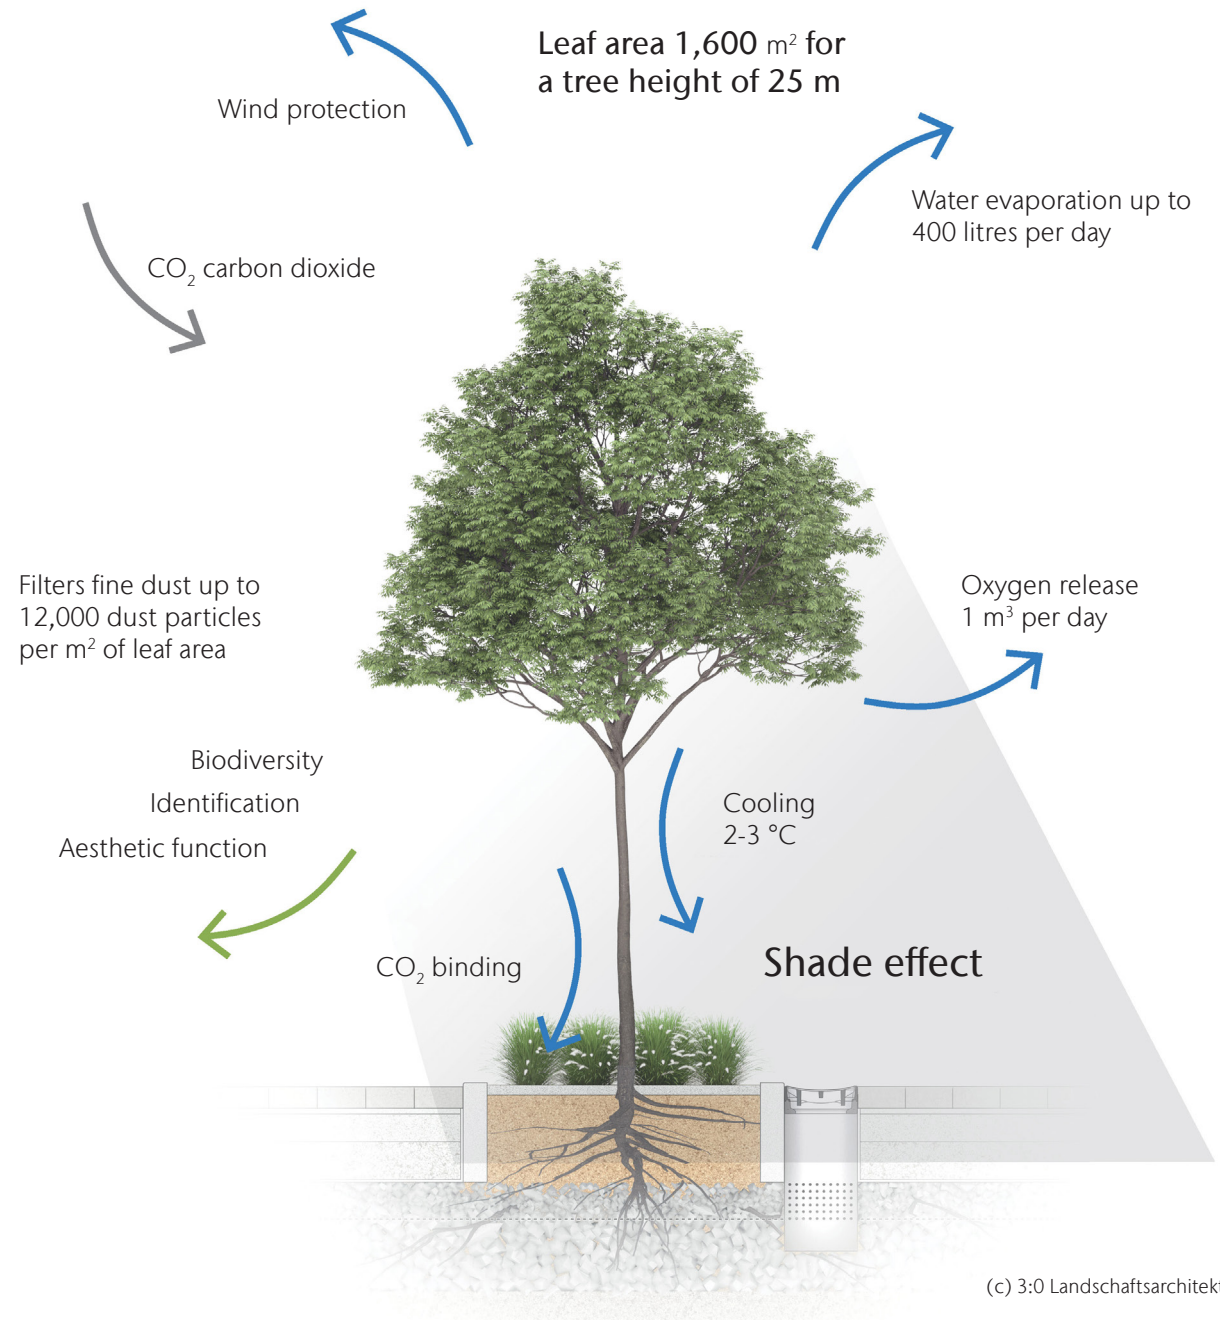 Leaf area 1,600 m² for
a tree height of 25 m
Wind protection
Water evaporation up to
400 litres per day
CO₂ carbon dioxide
Filters fine dust up to
12,000 dust particles
per m² of leaf area
Oxygen release
1 m³ per day
Biodiversity
Identification
Aesthetic function
Cooling
2-3 °C
CO₂ binding
Shade effect
(c) 3:0 Landschaftsarchitekt